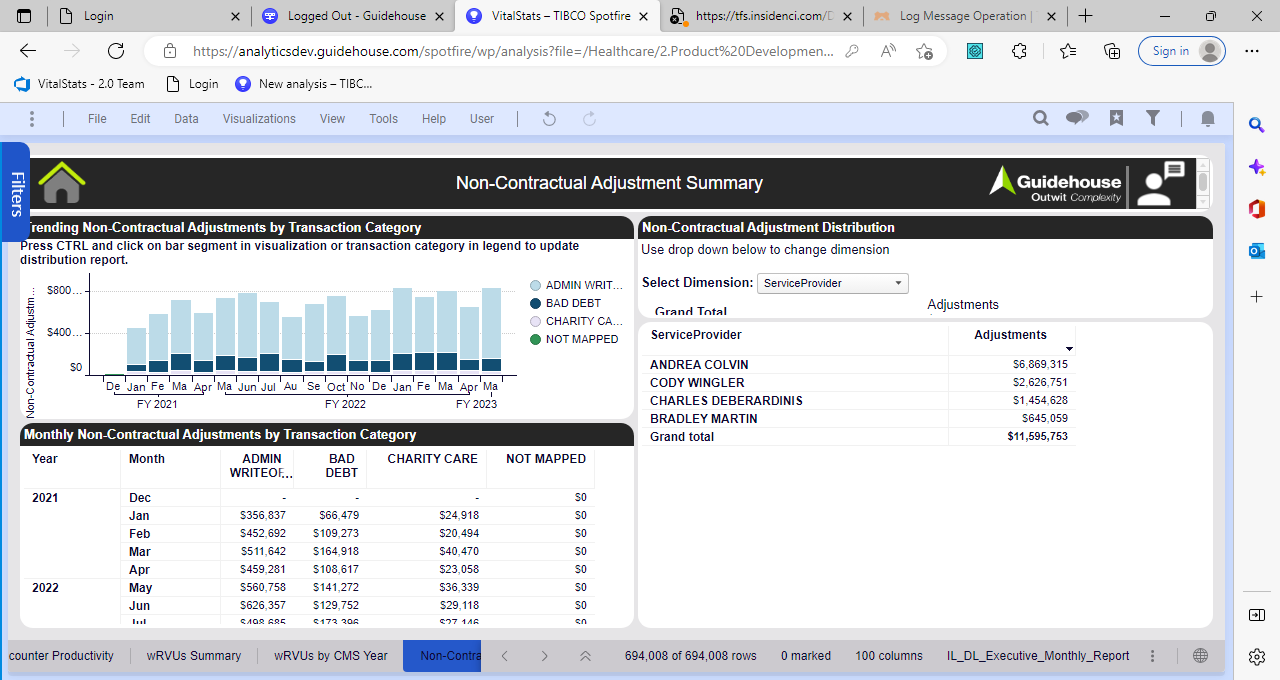 Login
Logged Out - Guidehouse
VitalStats – TIBCO Spotfire
https://tfs.insidenci.com/D
Log Message Operation |
https://analyticsdev.guidehouse.com/spotfire/wp/analysis?file=/Healthcare/2.Product%20Developmen...
Sign in
VitalStats - 2.0 Team
Login
New analysis – TIBC...
File Edit Data Visualizations View Tools Help User
Filters
Non-Contractual Adjustment Summary
Guidehouse
Outwit Complexity
Trending Non-Contractual Adjustments by Transaction Category
Press CTRL and click on bar segment in visualization or transaction category in legend to update
distribution report.
Non-Contractual Adjustm...
$800...
$400...
$0
De Jan Fe Ma Apr Ma Jun Jul Au Se Oct No De Jan Fe Ma Apr Ma
FY 2021 FY 2022 FY 2023
ADMIN WRIT...
BAD DEBT
CHARITY CA...
NOT MAPPED
Non-Contractual Adjustment Distribution
Use drop down below to change dimension
Select Dimension: ServiceProvider
Grand Total Adjustments
ServiceProvider Adjustments
ANDREA COLVIN $6,869,315
CODY WINGLER $2,626,751
CHARLES DEBERARDINIS $1,454,628
BRADLEY MARTIN $645,059
Grand total $11,595,753
Monthly Non-Contractual Adjustments by Transaction Category
Year Month ADMIN WRITEOF... BAD DEBT CHARITY CARE NOT MAPPED
2021 Dec - - - $0
Jan $356,837 $66,479 $24,918 $0
Feb $452,692 $109,273 $20,494 $0
Mar $511,642 $164,918 $40,470 $0
Apr $459,281 $108,617 $23,058 $0
2022 May $560,758 $141,272 $36,339 $0
Jun $626,357 $129,752 $29,118 $0
Jul $498,685 $173,396 $27,146 $0
counter Productivity wRVUs Summary wRVUs by CMS Year Non-Contra 694,008 of 694,008 rows 0 marked 100 columns IL_DL_Executive_Monthly_Report